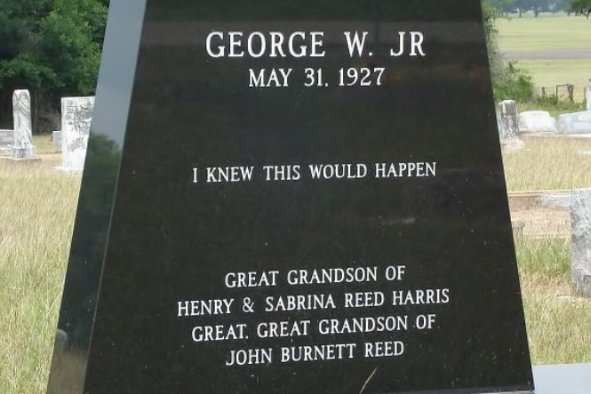 GEORGE W. JR
MAY 31, 1927
I KNEW THIS WOULD HAPPEN
GREAT GRANDSON OF
HENRY & SABRINA REED HARRIS
GREAT, GREAT GRANDSON OF
JOHN BURNETT REED